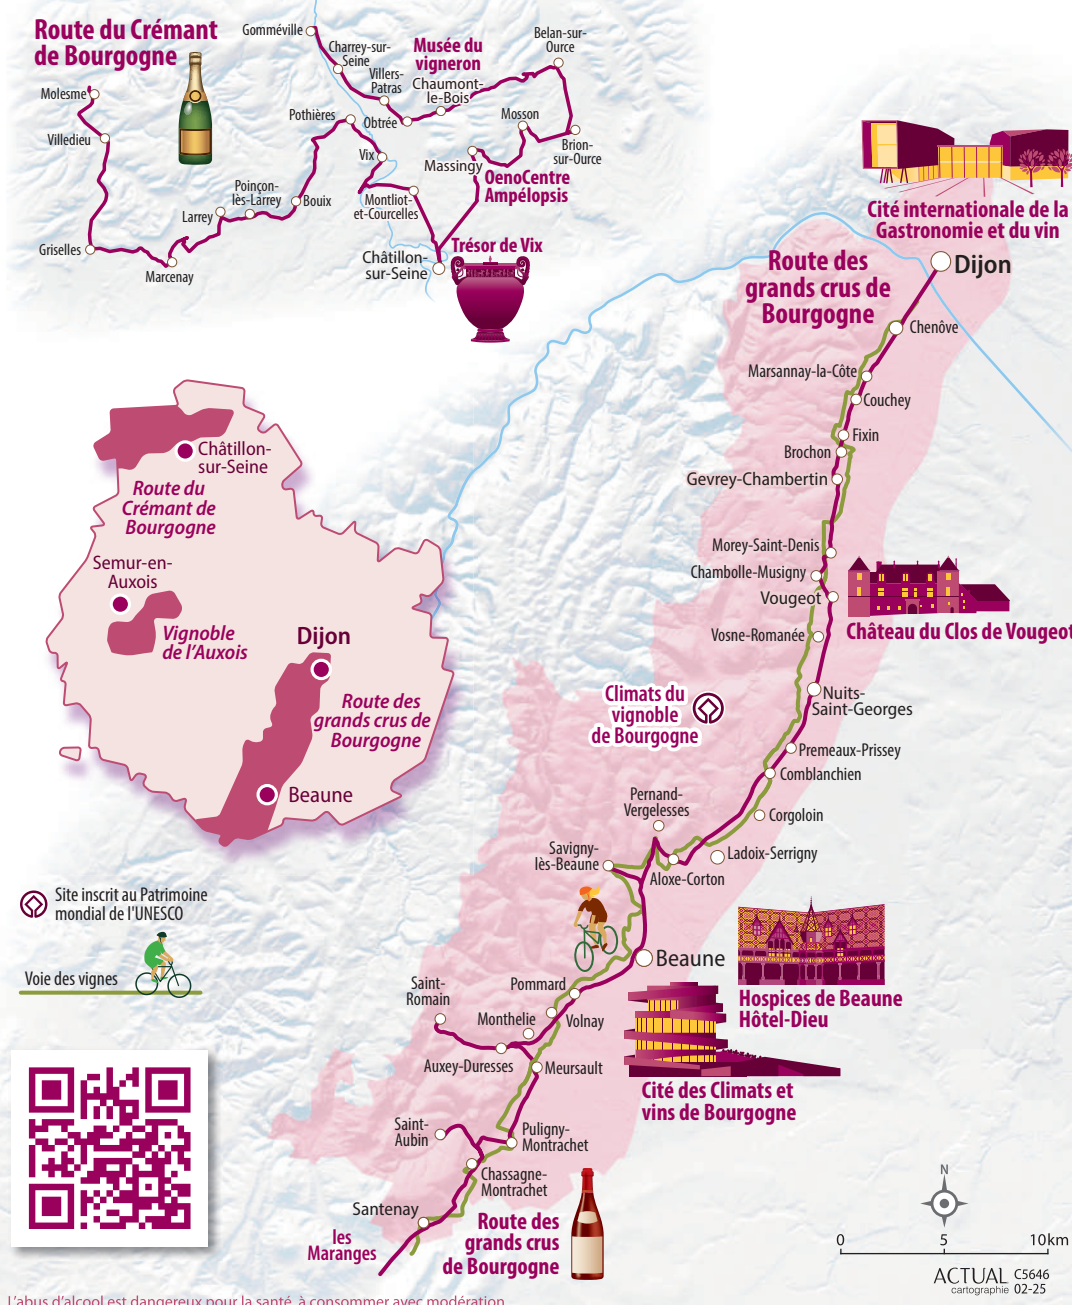 Route du Crémant
de Bourgogne
Gomméville
Charrey-sur-
Seine
Villers-
Patras
Musée du
vigneron
Chaumont-
le-Bois
Belan-sur-
Ource
Molesme
Villedieu
Pothières
Obtrée
Mosson
Brion-
sur-Ource
Vix
Massingy
OenoCentre
Ampélopsis
Poinçon-
lès-Larrey
Larrey
Bouix
Montliot-
et-Courcelles
Griselles
Marcenay
Châtillon-
sur-Seine
Trésor de Vix
Cité internationale de la
Gastronomie et du vin
Route des
grands crus de
Bourgogne
Dijon
Chenôve
Marsannay-la-Côte
Couchey
Fixin
Brochon
Gevrey-Chambertin
Morey-Saint-Denis
Chambolle-Musigny
Vougeot
Château du Clos de Vougeot
Vosne-Romanée
Nuits-
Saint-Georges
Climats du
vignoble
de Bourgogne
Premeaux-Prissey
Comblanchien
Corgoloin
Pernand-
Vergelesses
Ladoix-Serrigny
Savigny-
lès-Beaune
Aloxe-Corton
Châtillon-
sur-Seine
Route du
Crémant de
Bourgogne
Semur-en-
Auxois
Vignoble
de l'Auxois
Dijon
Route des
grands crus de
Bourgogne
Beaune
Site inscrit au Patrimoine
mondial de l'UNESCO
Voie des vignes
Beaune
Hospices de Beaune
Hôtel-Dieu
Saint-
Romain
Pommard
Monthelie
Volnay
Auxey-Duresses
Meursault
Cité des Climats et
vins de Bourgogne
Saint-
Aubin
Puligny-
Montrachet
Chassagne-
Montrachet
Santenay
les
Maranges
Route des
grands crus
de Bourgogne
N
0 5 10km
ACTUAL C5646
cartographie 02-25
L'abus d'alcool est dangereux pour la santé, à consommer avec modération